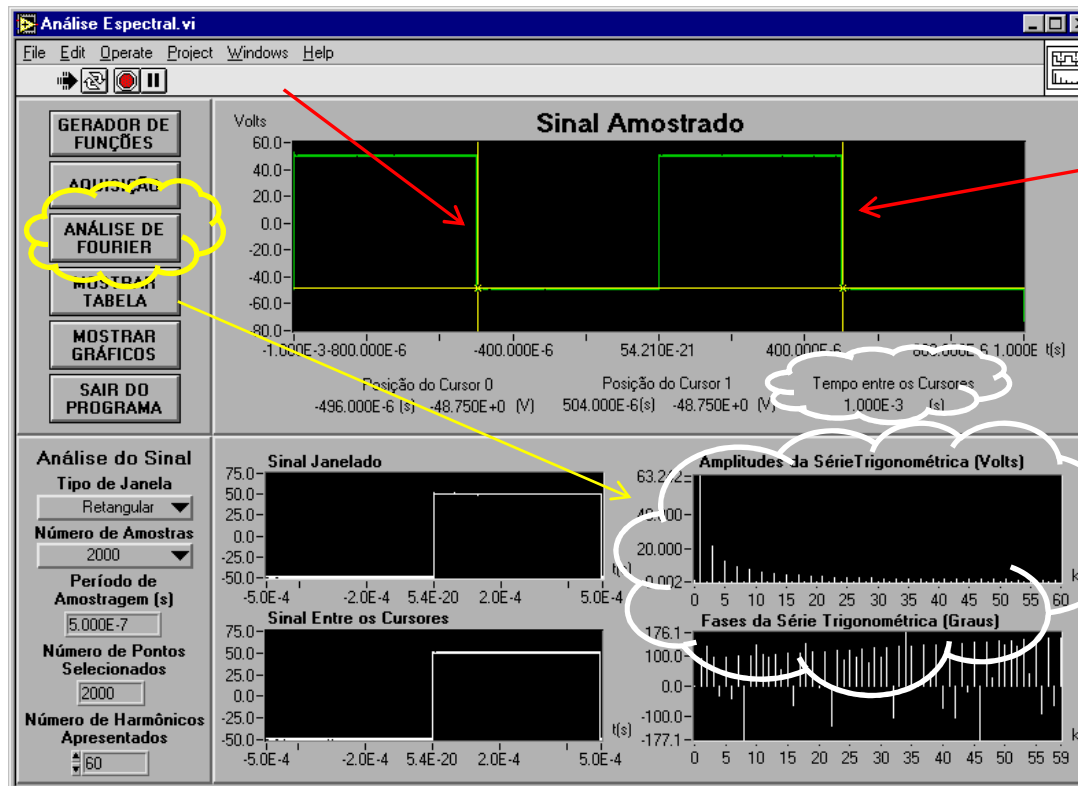 Análise Espectral.vi
File Edit Operate Project Windows Help
GERADOR DE
FUNÇÕES
AQUISIÇÃO
ANÁLISE DE
FOURIER
MOSTRAR
TABELA
MOSTRAR
GRÁFICOS
SAIR DO
PROGRAMA
Volts
Sinal Amostrado
60.0
40.0
20.0
0.0
-20.0
-40.0
-60.0
-80.0
-1.000E-3 -800.000E-6 -400.000E-6 54.210E-21 400.000E-6 800.000E-6 1.000E t(s)
Posição do Cursor 0
-496.000E-6 (s) -48.750E+0 (V)
Posição do Cursor 1
504.000E-6(s) -48.750E+0 (V)
Tempo entre os Cursores
1.000E-3 (s)
Análise do Sinal
Tipo de Janela
Retangular
Número de Amostras
2000
Período de
Amostragem (s)
5.000E-7
Número de Pontos
Selecionados
2000
Número de Harmônicos
Apresentados
60
Sinal Janelado
75.0
50.0
25.0
0.0
-25.0
-50.0
-5.0E-4 -2.0E-4 5.4E-20 2.0E-4 5.0E-4
t(s)
Sinal Entre os Cursores
75.0
50.0
25.0
0.0
-25.0
-50.0
-5.0E-4 -2.0E-4 5.4E-20 2.0E-4 5.0E-4
t(s)
Amplitudes da SérieTrigonométrica (Volts)
40.000
20.000
0.002
0 5 10 15 20 25 30 35 40 45 50 55 60
k
Fases da Série Trigonométrica (Graus)
176.1
100.0
0.0
-100.0
-177.1
0 5 10 15 20 25 30 35 40 45 50 55 59
k